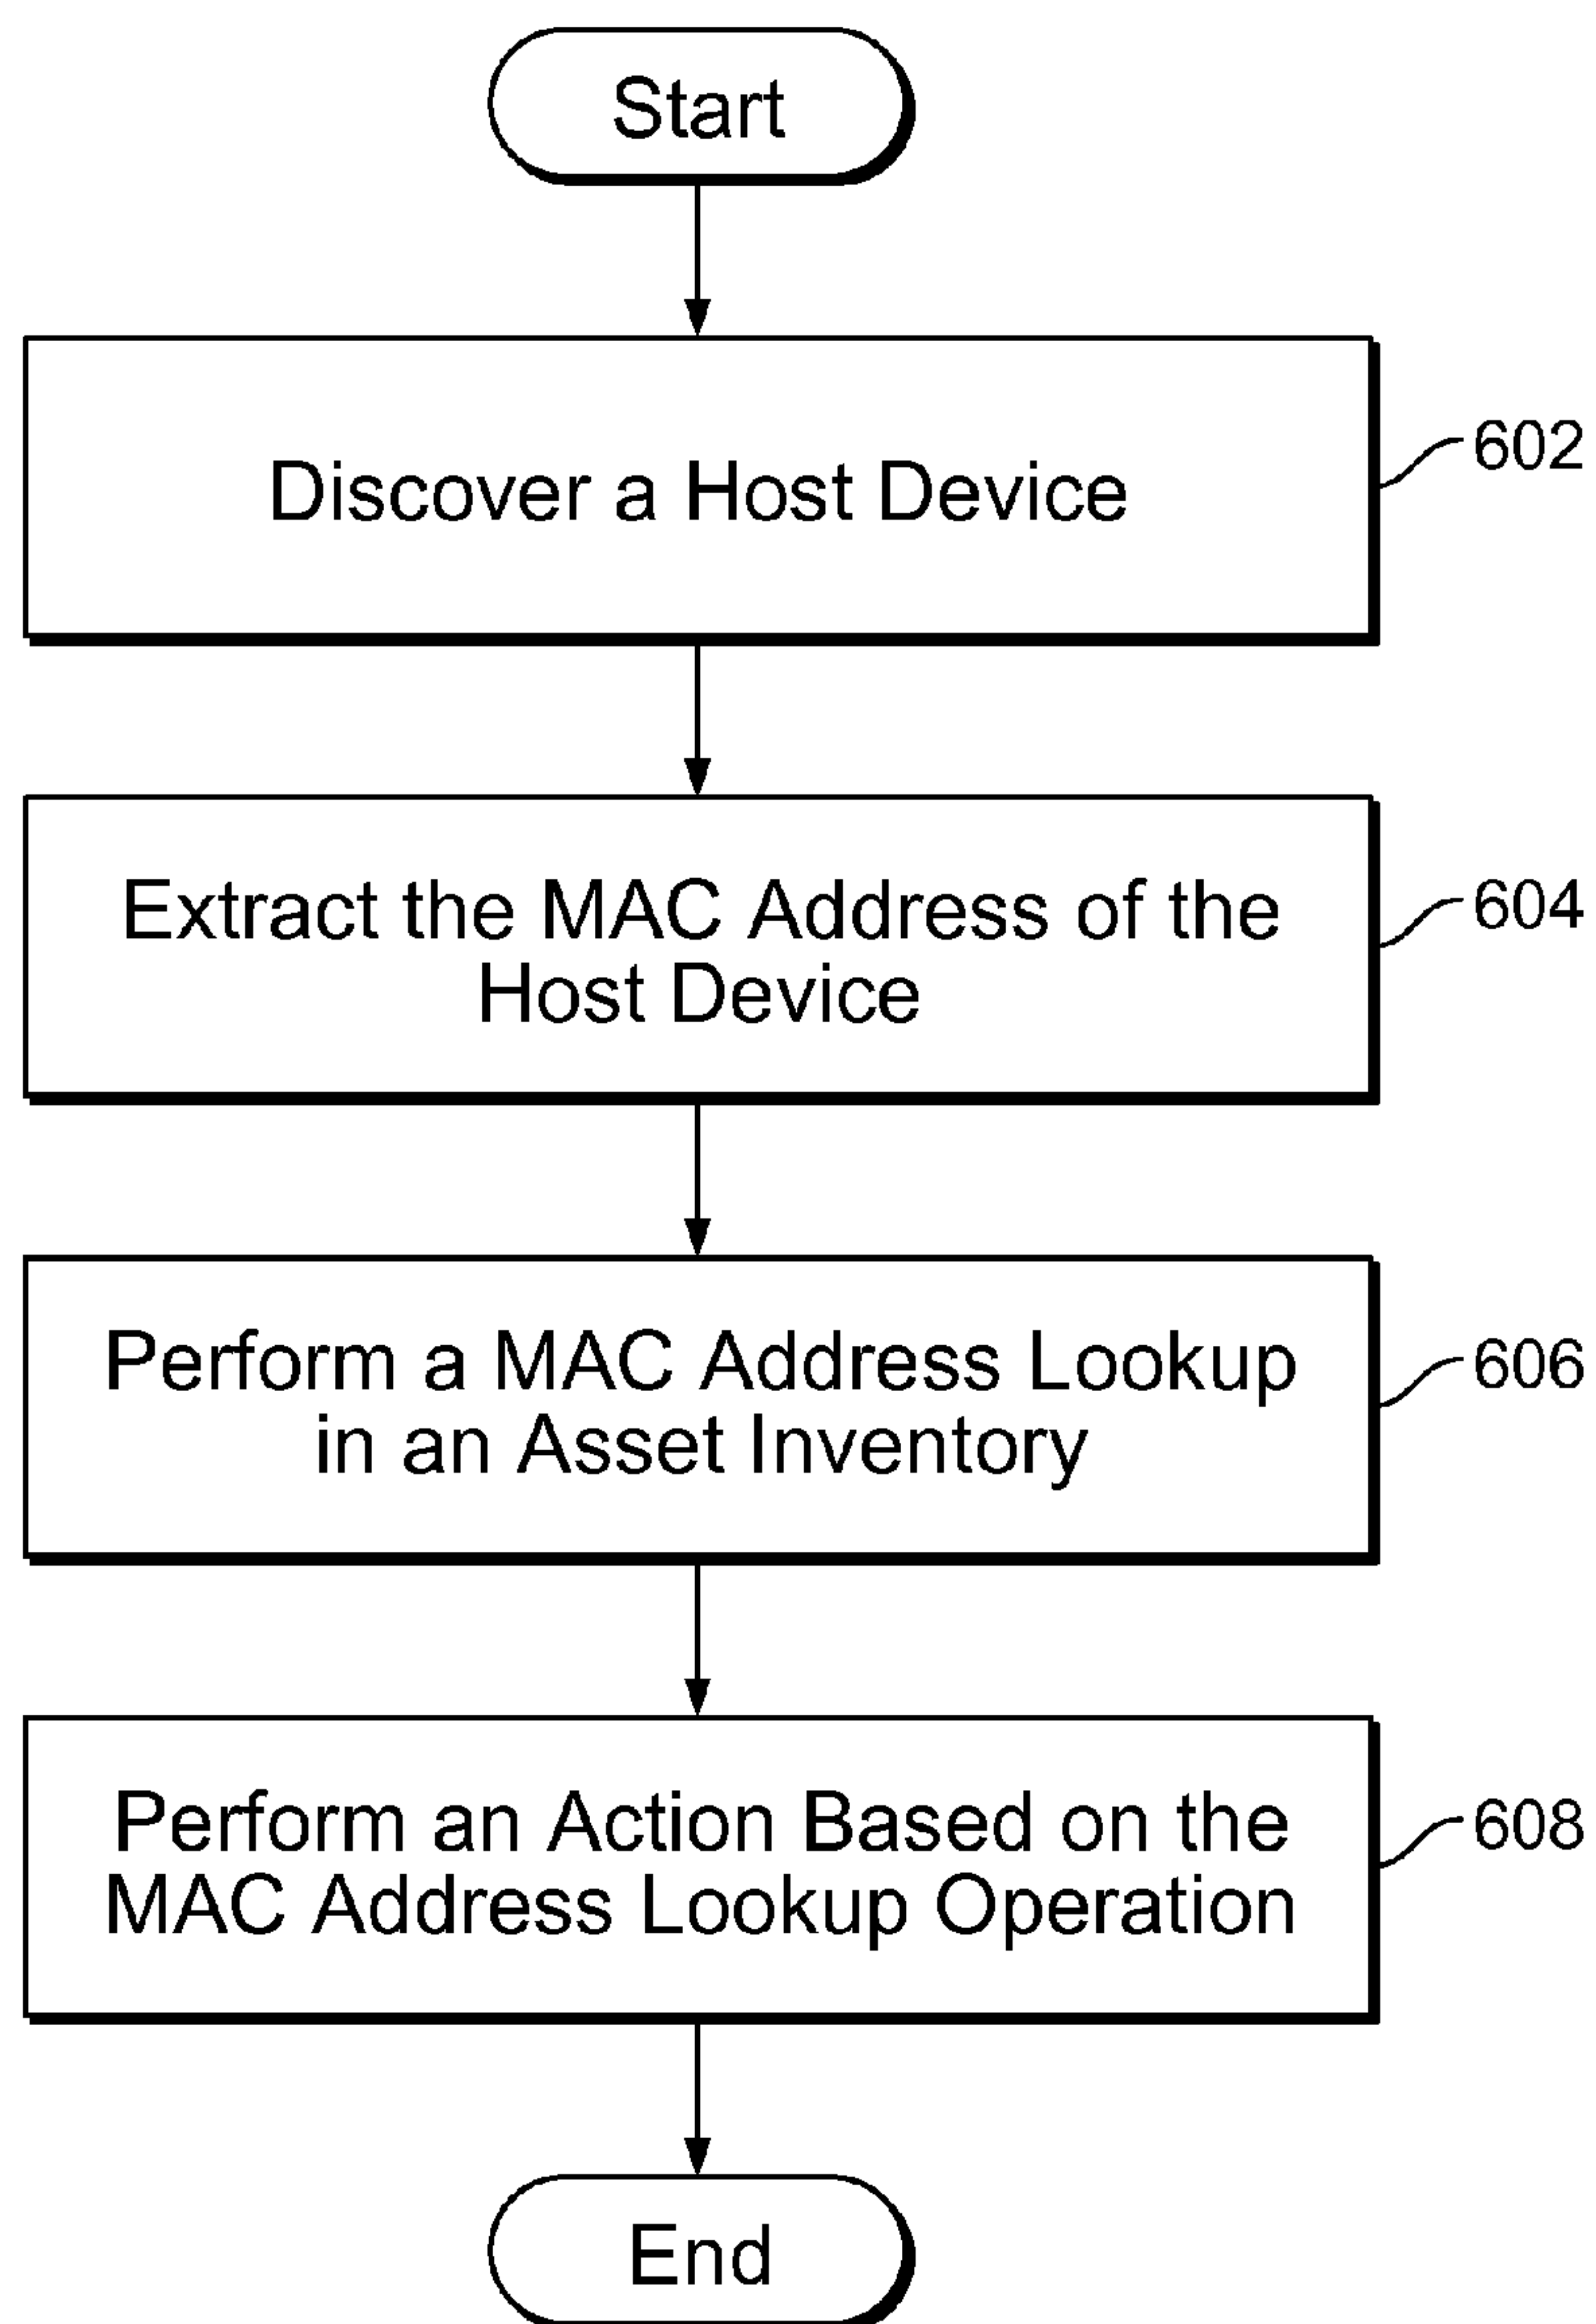 Start
Discover a Host Device
602
Extract the MAC Address of the
Host Device
604
Perform a MAC Address Lookup
in an Asset Inventory
606
Perform an Action Based on the
MAC Address Lookup Operation
608
End